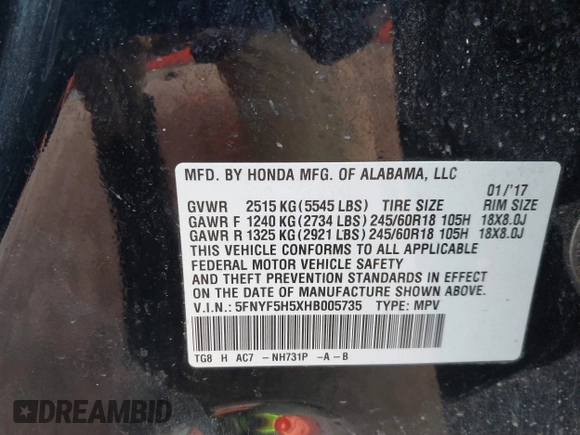 MFD. BY HONDA MFG. OF ALABAMA, LLC
01/'17
GVWR 2515 KG(5545 LBS) TIRE SIZE RIM SIZE
GAWR F 1240 KG(2734 LBS) 245/60R18 105H 18X8.0J
GAWR R 1325 KG(2921 LBS) 245/60R18 105H 18X8.0J
THIS VEHICLE CONFORMS TO ALL APPLICABLE
FEDERAL MOTOR VEHICLE SAFETY
AND THEFT PREVENTION STANDARDS IN EFFECT
ON THE DATE OF MANUFACTURE SHOWN ABOVE.
V.I.N.: 5FNYF5H5XHB005735 TYPE: MPV
TG8 H AC7 -NH731P -A-B
DREAMBID